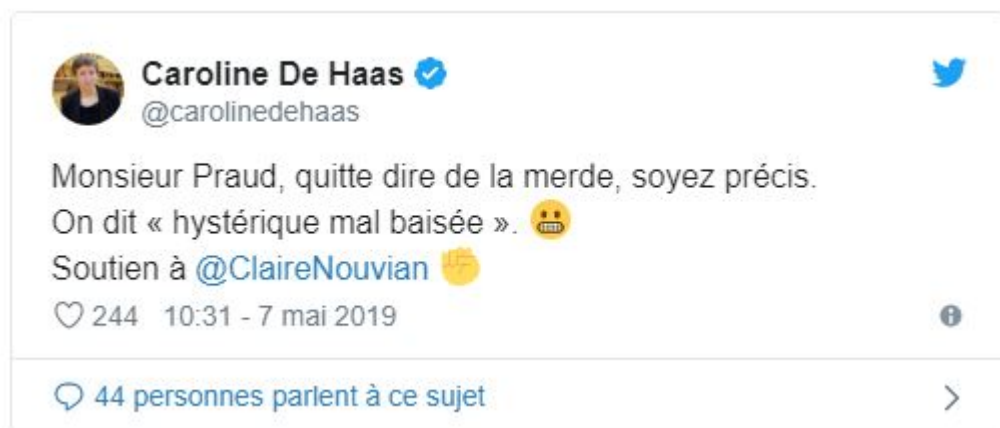 Caroline De Haas
@carolinedehaas
Monsieur Praud, quitte dire de la merde, soyez précis.
On dit « hystérique mal baisée ». 😬
Soutien à @ClaireNouvian ✊
244 10:31 - 7 mai 2019
44 personnes parlent à ce sujet